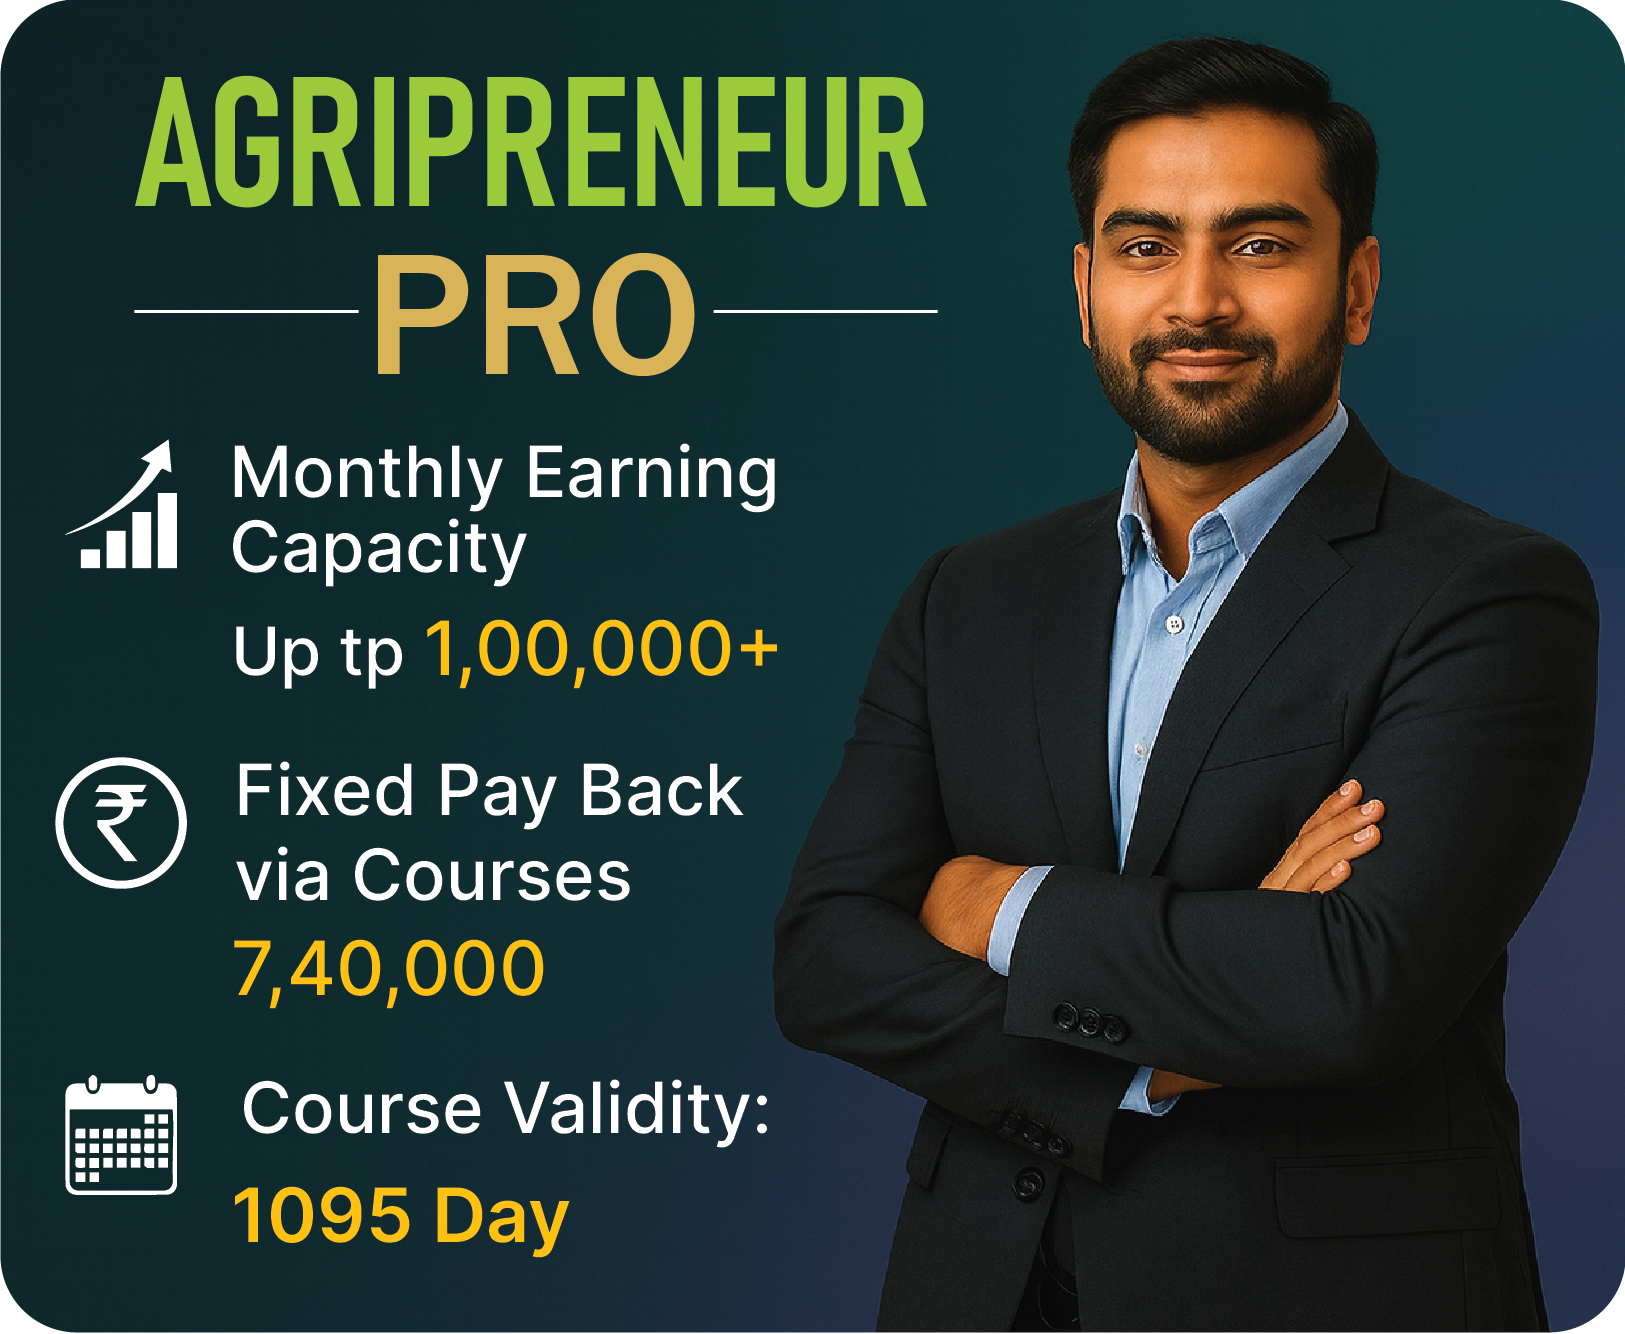 AGRIPRENEUR
PRO
Monthly Earning
Capacity
Up tp 1,00,000+
₹
Fixed Pay Back
via Courses
7,40,000
Course Validity:
1095 Day